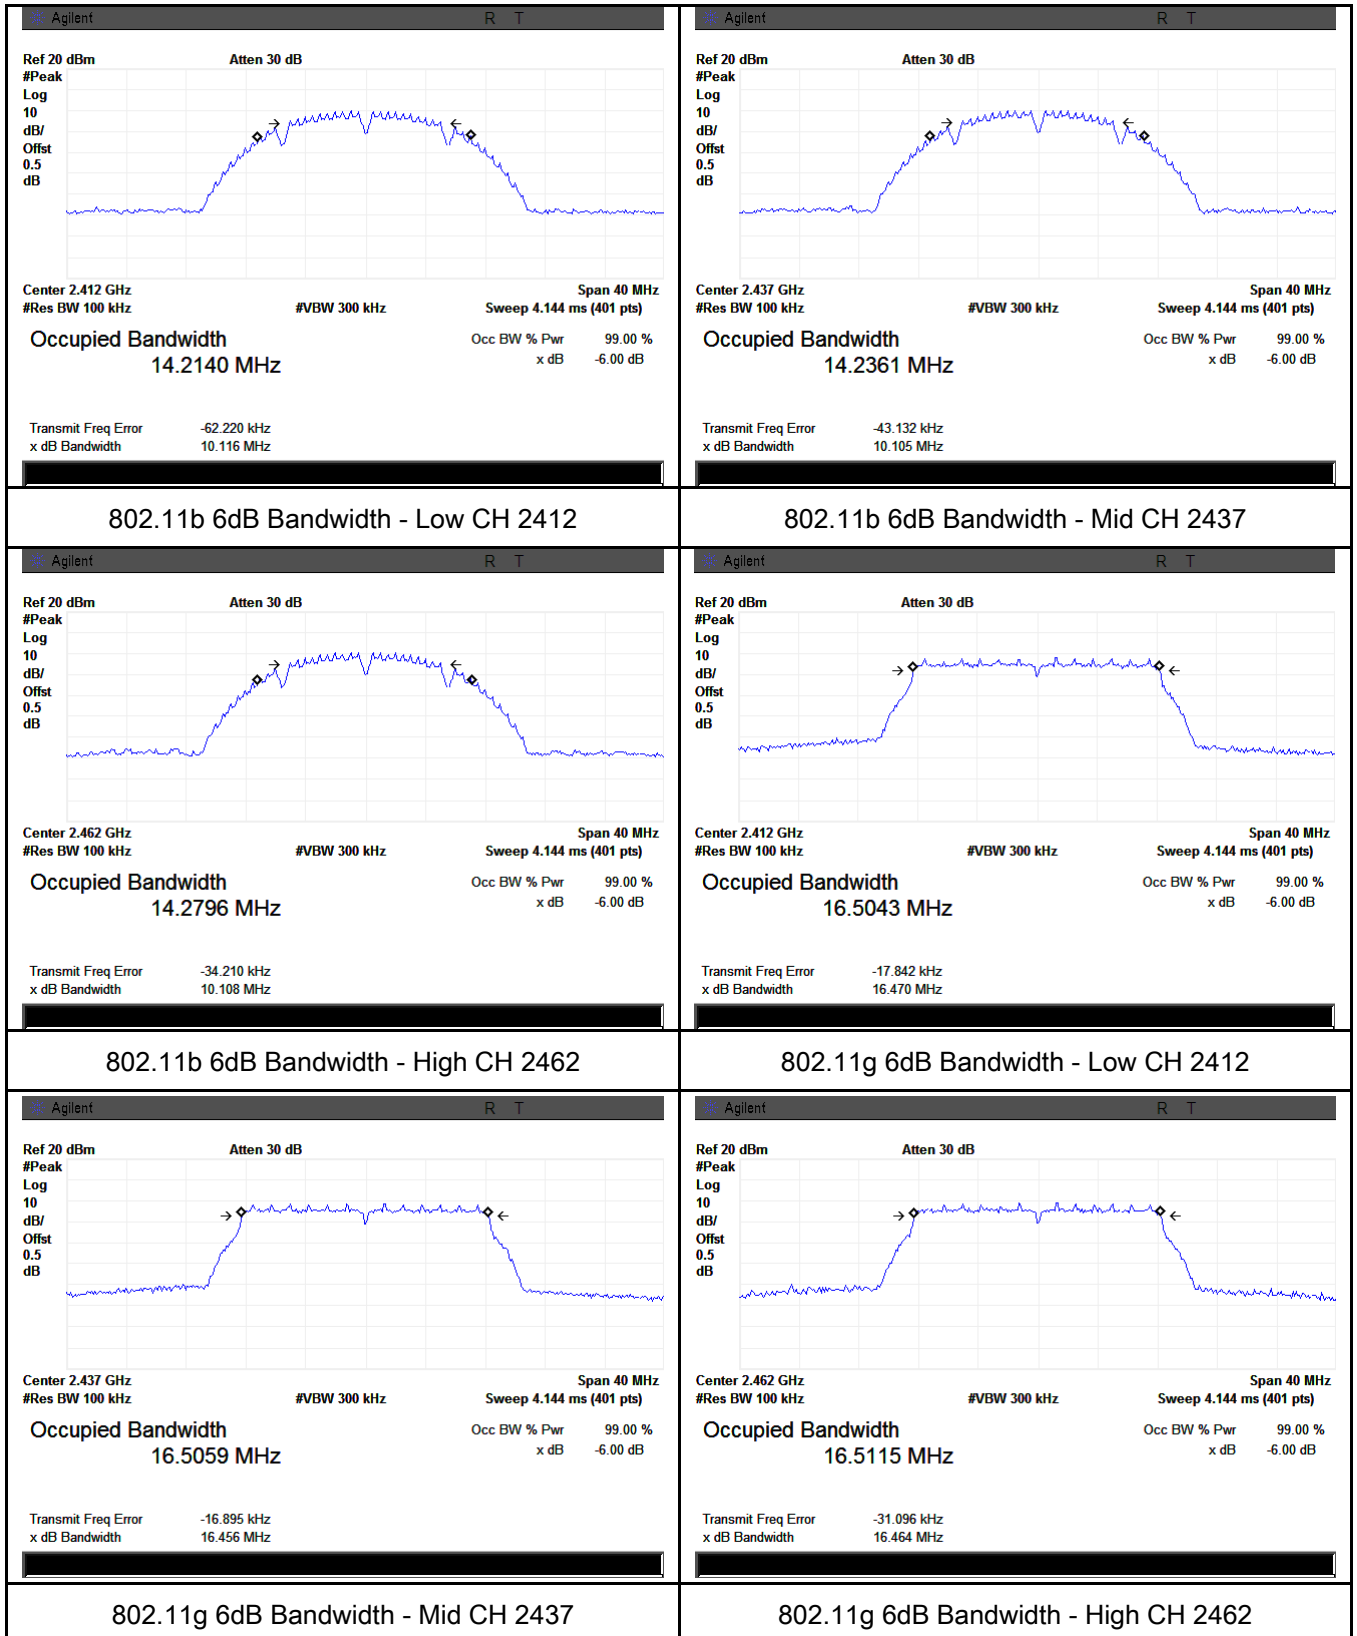 Agilent R T
Ref 20 dBm Atten 30 dB
#Peak
Log
10
dB/
Offst
0.5
dB
Center 2.412 GHz Span 40 MHz
#Res BW 100 kHz #VBW 300 kHz Sweep 4.144 ms (401 pts)
Occupied Bandwidth Occ BW % Pwr 99.00 %
14.2140 MHz x dB -6.00 dB
Transmit Freq Error -62.220 kHz
x dB Bandwidth 10.116 MHz
802.11b 6dB Bandwidth - Low CH 2412
Agilent R T
Ref 20 dBm Atten 30 dB
#Peak
Log
10
dB/
Offst
0.5
dB
Center 2.437 GHz Span 40 MHz
#Res BW 100 kHz #VBW 300 kHz Sweep 4.144 ms (401 pts)
Occupied Bandwidth Occ BW % Pwr 99.00 %
14.2361 MHz x dB -6.00 dB
Transmit Freq Error -43.132 kHz
x dB Bandwidth 10.105 MHz
802.11b 6dB Bandwidth - Mid CH 2437
Agilent R T
Ref 20 dBm Atten 30 dB
#Peak
Log
10
dB/
Offst
0.5
dB
Center 2.462 GHz Span 40 MHz
#Res BW 100 kHz #VBW 300 kHz Sweep 4.144 ms (401 pts)
Occupied Bandwidth Occ BW % Pwr 99.00 %
14.2796 MHz x dB -6.00 dB
Transmit Freq Error -34.210 kHz
x dB Bandwidth 10.108 MHz
802.11b 6dB Bandwidth - High CH 2462
Agilent R T
Ref 20 dBm Atten 30 dB
#Peak
Log
10
dB/
Offst
0.5
dB
Center 2.412 GHz Span 40 MHz
#Res BW 100 kHz #VBW 300 kHz Sweep 4.144 ms (401 pts)
Occupied Bandwidth Occ BW % Pwr 99.00 %
16.5043 MHz x dB -6.00 dB
Transmit Freq Error -17.842 kHz
x dB Bandwidth 16.470 MHz
802.11g 6dB Bandwidth - Low CH 2412
Agilent R T
Ref 20 dBm Atten 30 dB
#Peak
Log
10
dB/
Offst
0.5
dB
Center 2.437 GHz Span 40 MHz
#Res BW 100 kHz #VBW 300 kHz Sweep 4.144 ms (401 pts)
Occupied Bandwidth Occ BW % Pwr 99.00 %
16.5059 MHz x dB -6.00 dB
Transmit Freq Error -16.895 kHz
x dB Bandwidth 16.456 MHz
802.11g 6dB Bandwidth - Mid CH 2437
Agilent R T
Ref 20 dBm Atten 30 dB
#Peak
Log
10
dB/
Offst
0.5
dB
Center 2.462 GHz Span 40 MHz
#Res BW 100 kHz #VBW 300 kHz Sweep 4.144 ms (401 pts)
Occupied Bandwidth Occ BW % Pwr 99.00 %
16.5115 MHz x dB -6.00 dB
Transmit Freq Error -31.096 kHz
x dB Bandwidth 16.464 MHz
802.11g 6dB Bandwidth - High CH 2462